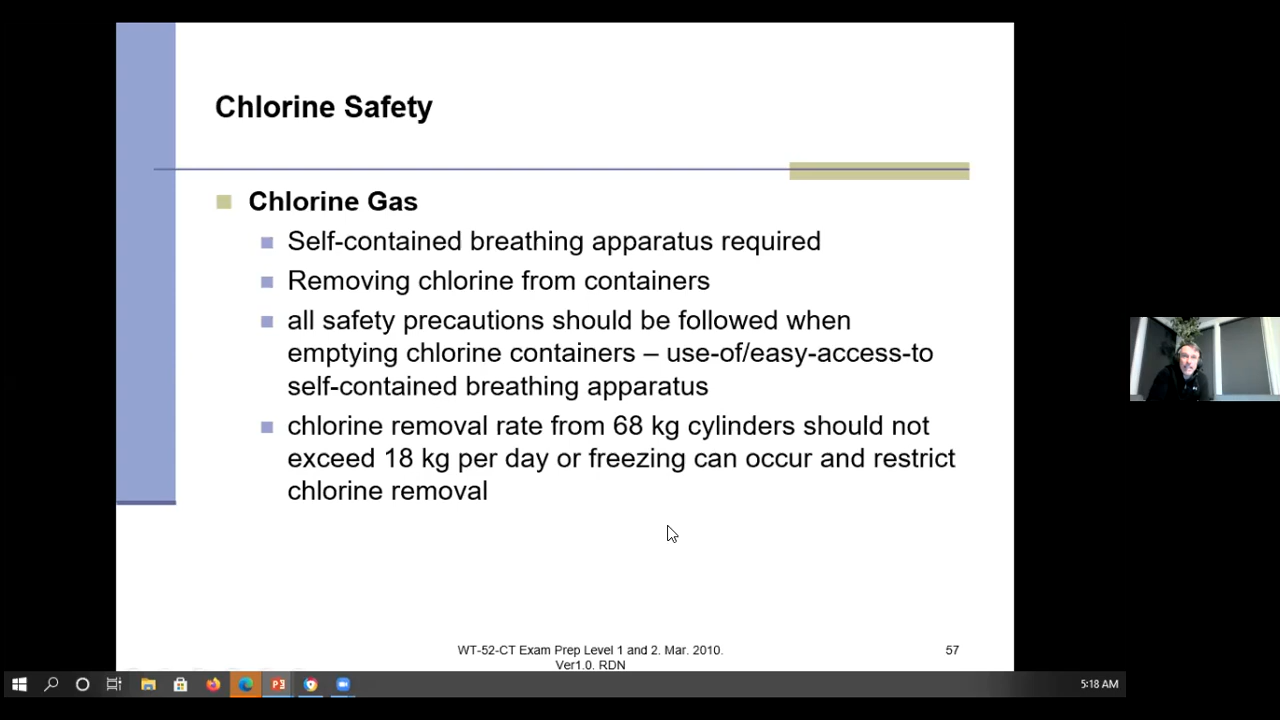 Chlorine Safety
Chlorine Gas
Self-contained breathing apparatus required
Removing chlorine from containers
all safety precautions should be followed when
emptying chlorine containers – use-of/easy-access-to
self-contained breathing apparatus
chlorine removal rate from 68 kg cylinders should not
exceed 18 kg per day or freezing can occur and restrict
chlorine removal
WT-52-CT Exam Prep Level 1 and 2. Mar. 2010.
Ver1.0. RDN
57
5:18 AM